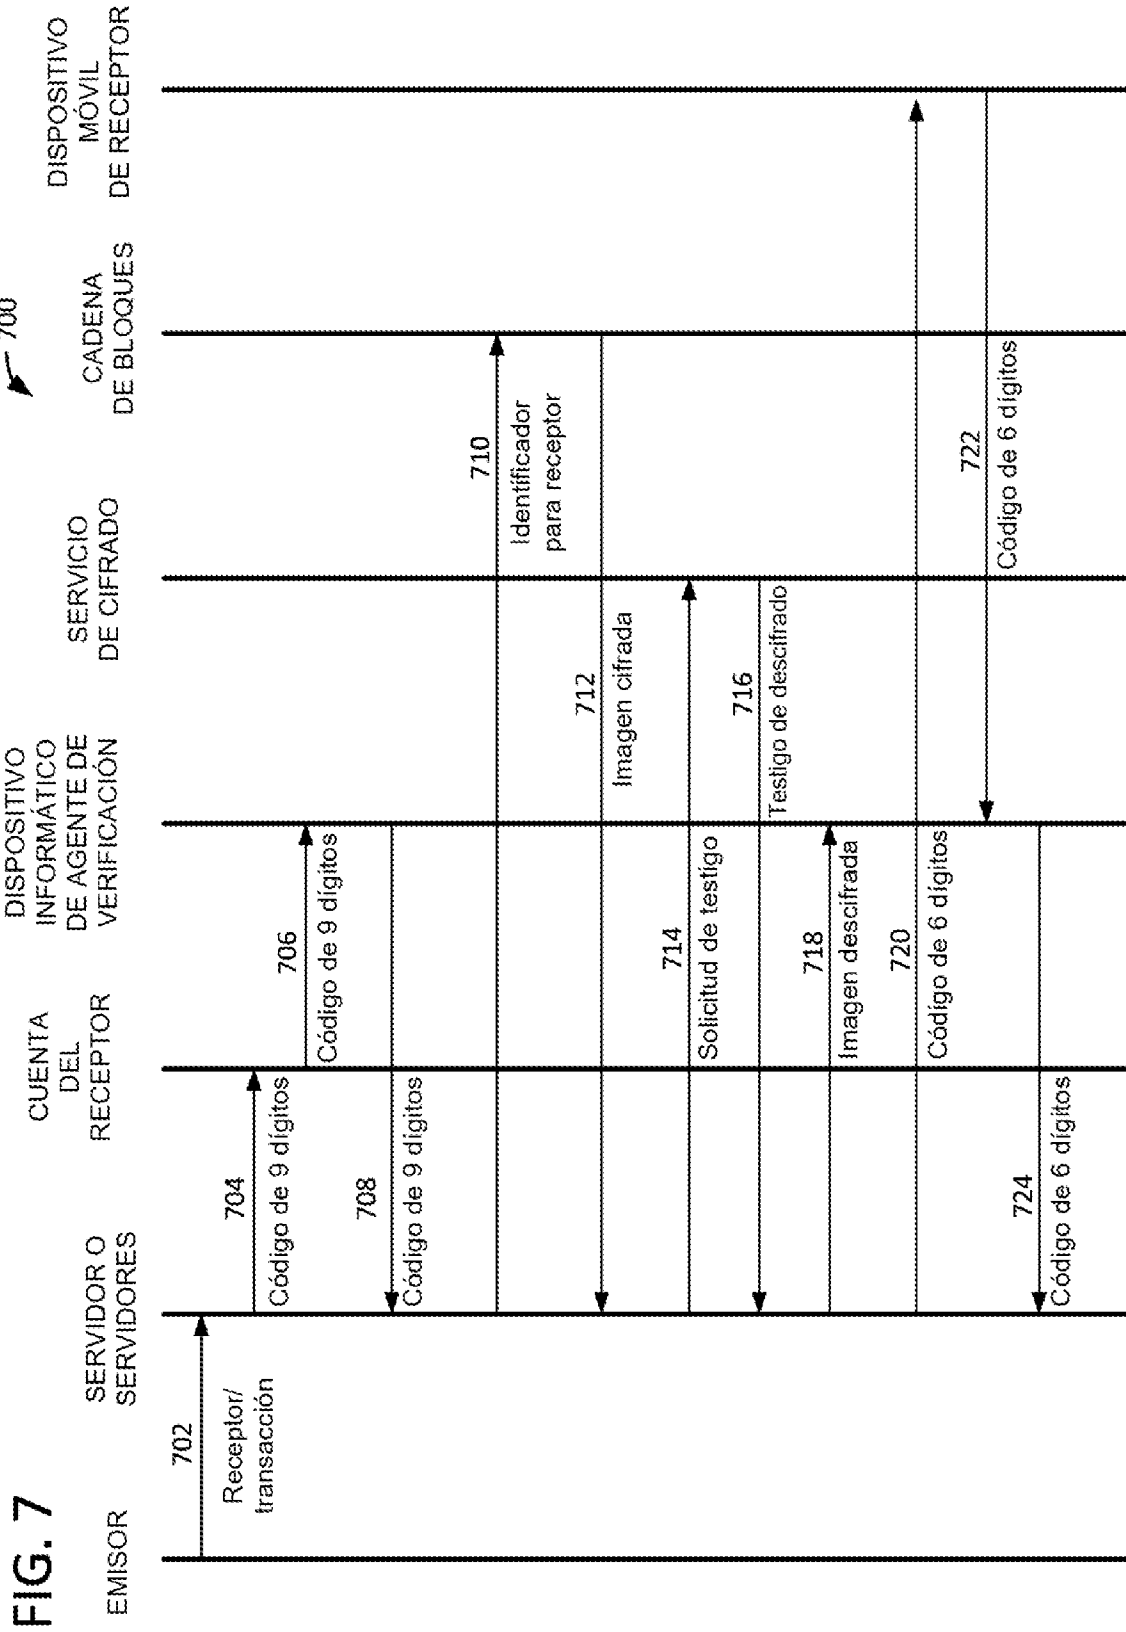 FIG. 7
700
EMISOR
SERVIDOR O
SERVIDORES
CUENTA
DEL
RECEPTOR
DISPOSITIVO
INFORMÁTICO
DE AGENTE DE
VERIFICACIÓN
SERVICIO
DE CIFRADO
CADENA
DE BLOQUES
DISPOSITIVO
MÓVIL
DE RECEPTOR
702
Receptor/
transacción
704
Código de 9 dígitos
706
Código de 9 dígitos
708
Código de 9 dígitos
710
Identificador
para receptor
712
Imagen cifrada
714
Solicitud de testigo
716
Testigo de descifrado
718
Imagen descifrada
720
Código de 6 dígitos
722
Código de 6 dígitos
724
Código de 6 dígitos